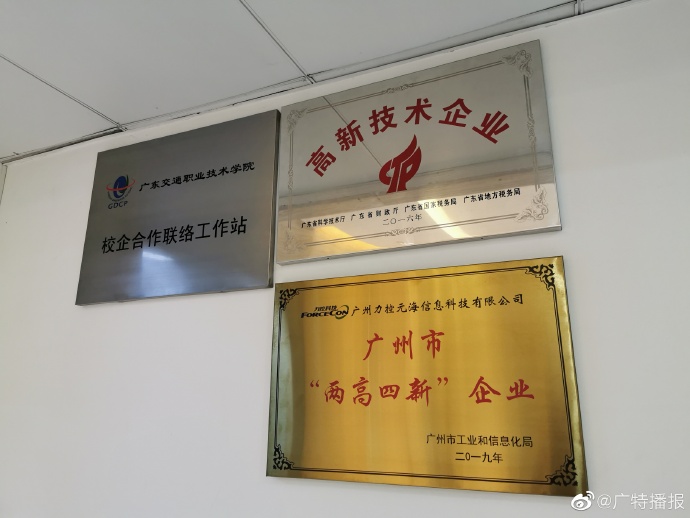 GDCP
广东交通职业技术学院
校企合作联络工作站
高新技术企业
广东省科学技术厅 广东省财政厅 广东省国家税务局 广东省地方税务局
二〇一六年
力控科技
FORCECON
广州力控元海信息科技有限公司
广州市
“两高四新”企业
广州市工业和信息化局
二〇一九年
@广特播报